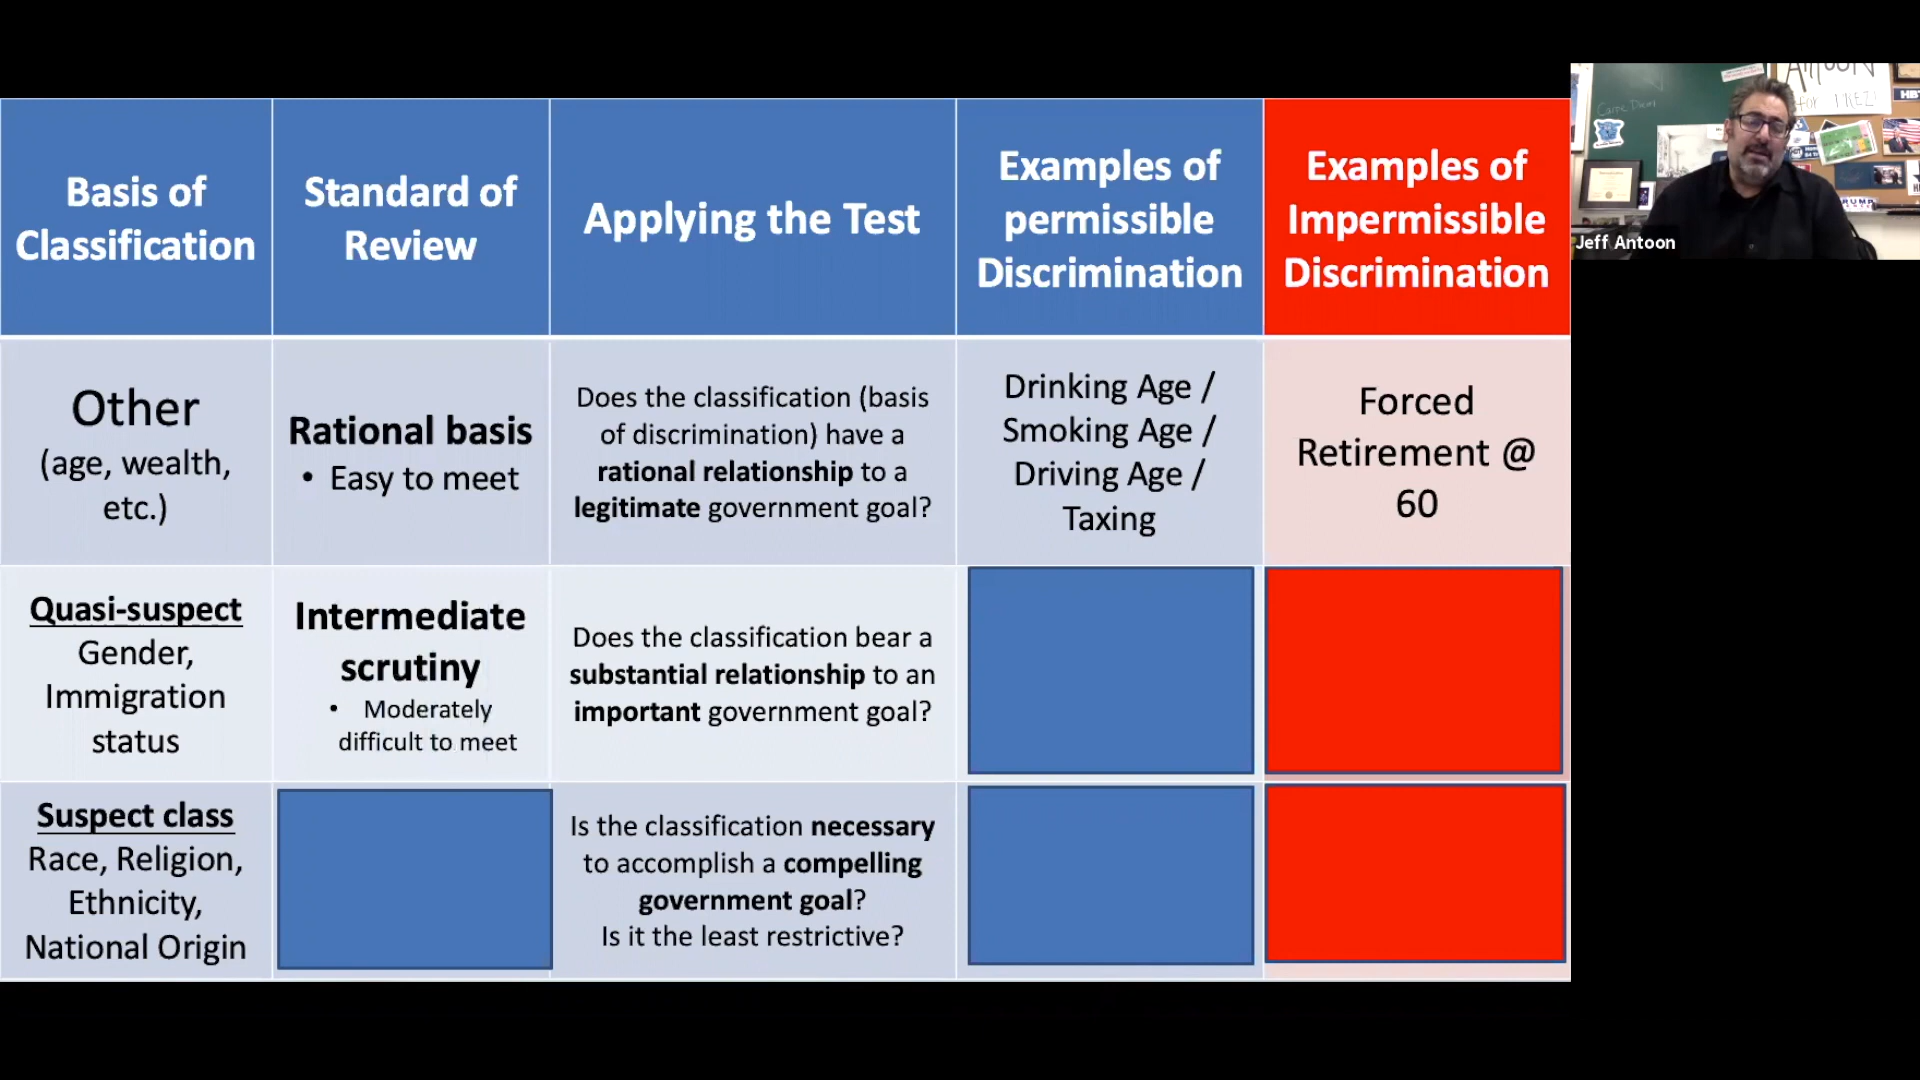 Basis of
Classification
Standard of
Review
Applying the Test
Examples of
permissible
Discrimination
Examples of
Impermissible
Discrimination
Other
(age, wealth,
etc.)
Rational basis
• Easy to meet
Does the classification (basis
of discrimination) have a
rational relationship to a
legitimate government goal?
Drinking Age /
Smoking Age /
Driving Age /
Taxing
Forced
Retirement @
60
Quasi-suspect
Gender,
Immigration
status
Intermediate
scrutiny
• Moderately
difficult to meet
Does the classification bear a
substantial relationship to an
important government goal?
Suspect class
Race, Religion,
Ethnicity,
National Origin
Is the classification necessary
to accomplish a compelling
government goal?
Is it the least restrictive?
Jeff Antoon
Carpe Diem